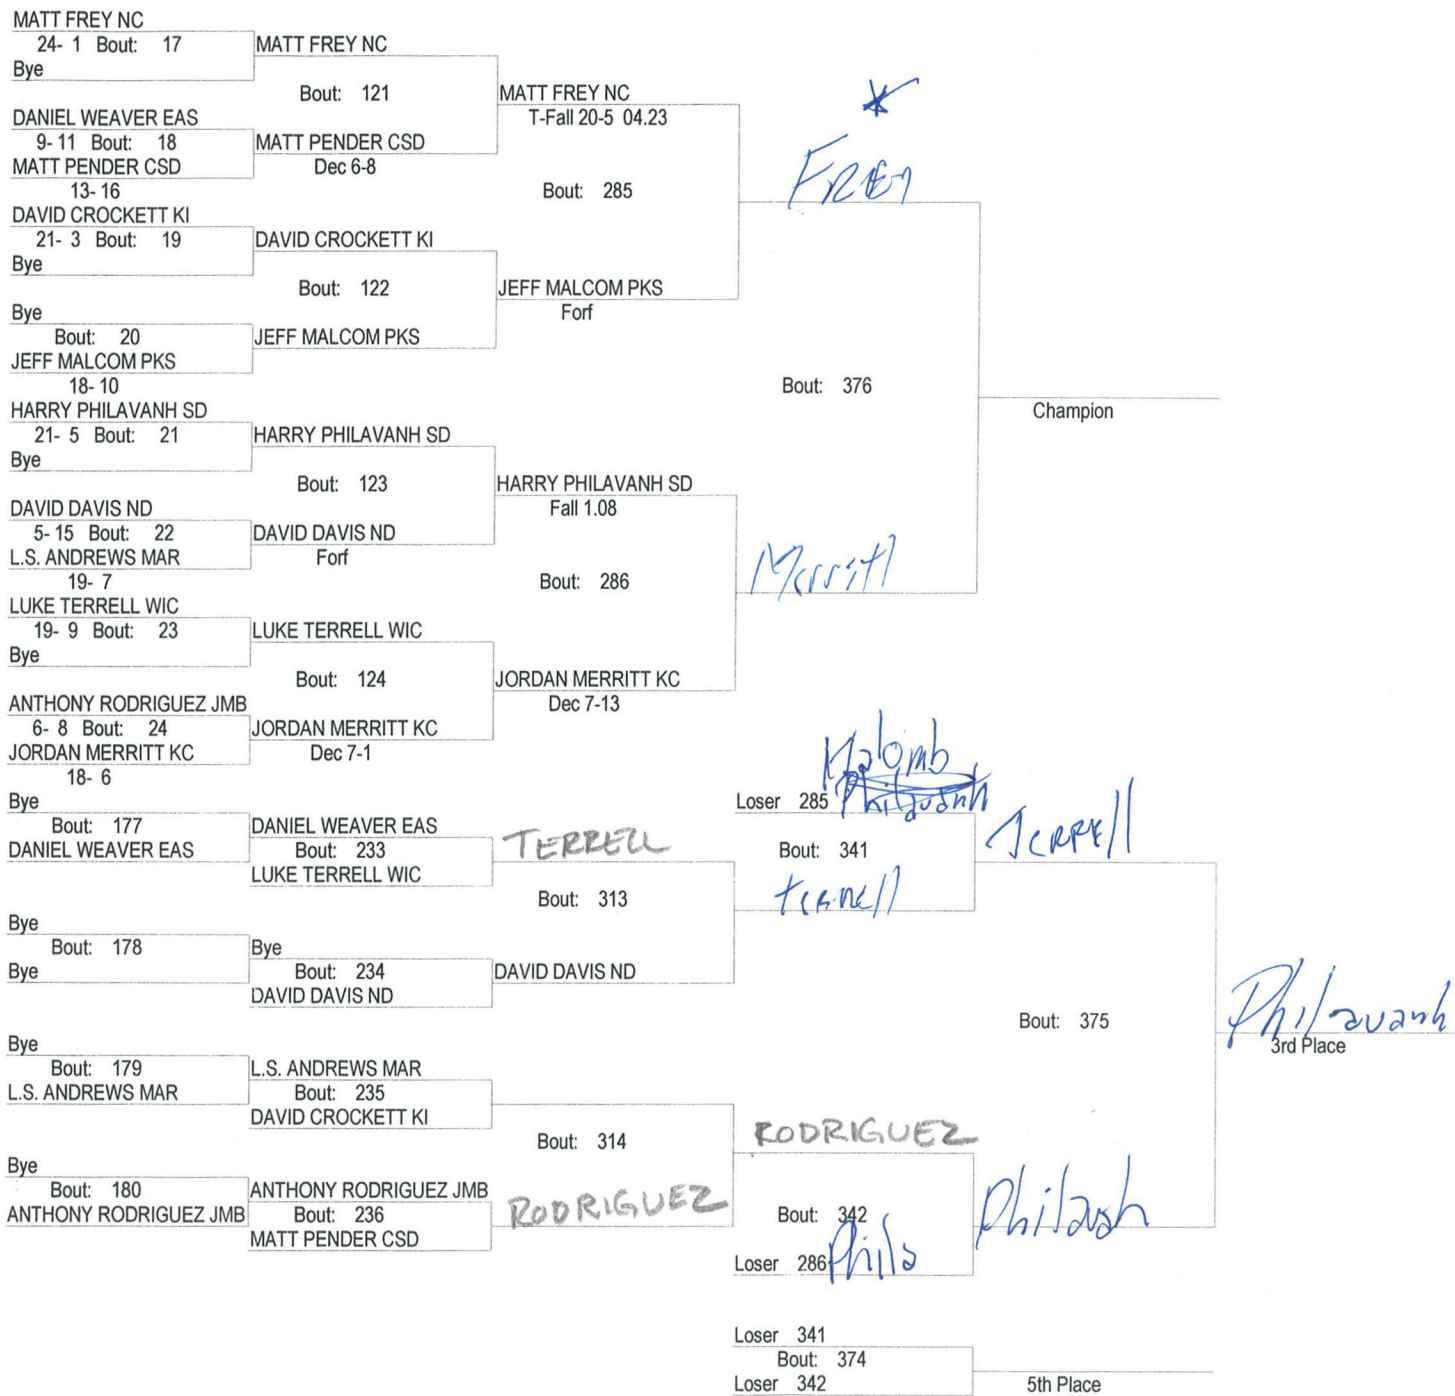 MATT FREY NC
24- 1 Bout: 17
Bye
MATT FREY NC
Bout: 121
DANIEL WEAVER EAS
9- 11 Bout: 18
MATT PENDER CSD
13- 16
MATT PENDER CSD
Dec 6-8
MATT FREY NC
T-Fall 20-5 04.23
Bout: 285
DAVID CROCKETT KI
21- 3 Bout: 19
Bye
DAVID CROCKETT KI
Bout: 122
Bye
Bout: 20
JEFF MALCOM PKS
18- 10
JEFF MALCOM PKS
JEFF MALCOM PKS
Forf
FREY
Bout: 376
Champion
HARRY PHILAVANH SD
21- 5 Bout: 21
Bye
HARRY PHILAVANH SD
Bout: 123
DAVID DAVIS ND
5- 15 Bout: 22
L.S. ANDREWS MAR
19- 7
DAVID DAVIS ND
Forf
HARRY PHILAVANH SD
Fall 1.08
Bout: 286
LUKE TERRELL WIC
19- 9 Bout: 23
Bye
LUKE TERRELL WIC
Bout: 124
ANTHONY RODRIGUEZ JMB
6- 8 Bout: 24
JORDAN MERRITT KC
18- 6
JORDAN MERRITT KC
Dec 7-1
JORDAN MERRITT KC
Dec 7-13
Merritt
Bye
Bout: 177
DANIEL WEAVER EAS
DANIEL WEAVER EAS
Bout: 233
LUKE TERRELL WIC
TERRELL
Bout: 313
Bye
Bout: 178
Bye
Bye
Bout: 234
DAVID DAVIS ND
DAVID DAVIS ND
Malomb
Loser 285 Philavanh
Bout: 341
Terrell
Terrell
Bye
Bout: 179
L.S. ANDREWS MAR
L.S. ANDREWS MAR
Bout: 235
DAVID CROCKETT KI
Bout: 314
Bye
Bout: 180
ANTHONY RODRIGUEZ JMB
ANTHONY RODRIGUEZ JMB
Bout: 236
MATT PENDER CSD
RODRIGUEZ
RODRIGUEZ
Bout: 342
Loser 286 Phila
Philavah
Bout: 375
Philavanh
3rd Place
Loser 341
Bout: 374
Loser 342
5th Place